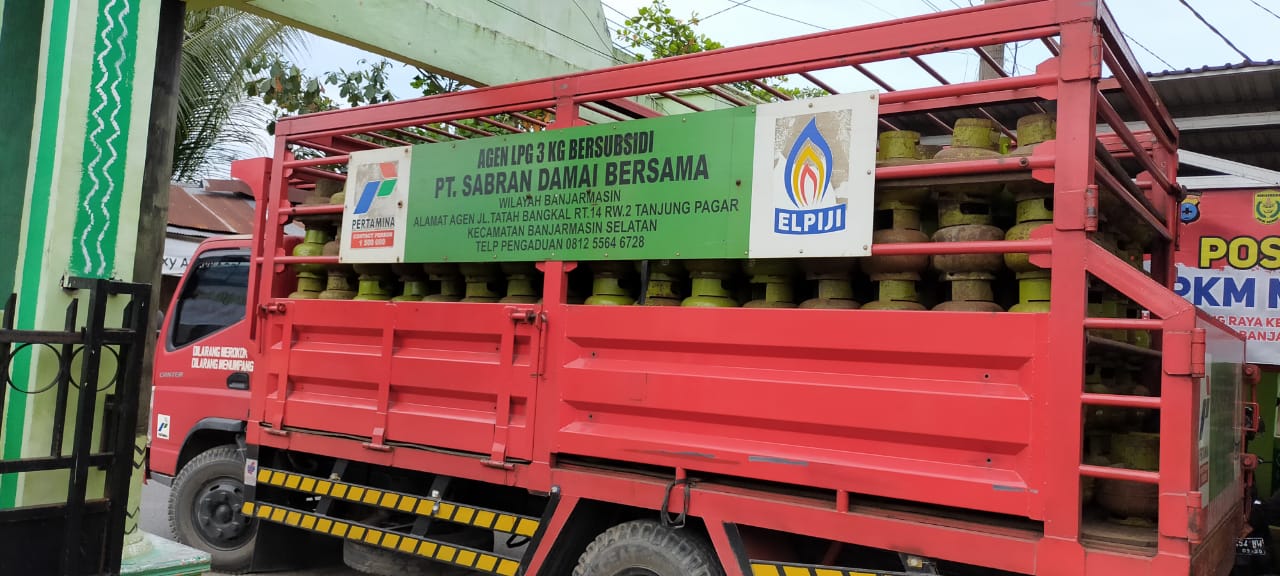 AGEN LPG 3 KG BERSUBSIDI
PT. SABRAN DAMAI BERSAMA
WILAYAH BANJARMASIN
ALAMAT AGEN JL.TATAH BANGKAL RT.14 RW.2 TANJUNG PAGAR
KECAMATAN BANJARMASIN SELATAN
TELP PENGADUAN 0812 5564 6728
PERTAMINA
CONTACT PERSON
1 500 000
ELPIJI
DILARANG MEROKOK
DILARANG MENUMPANG
CANTER
POS
PKM M